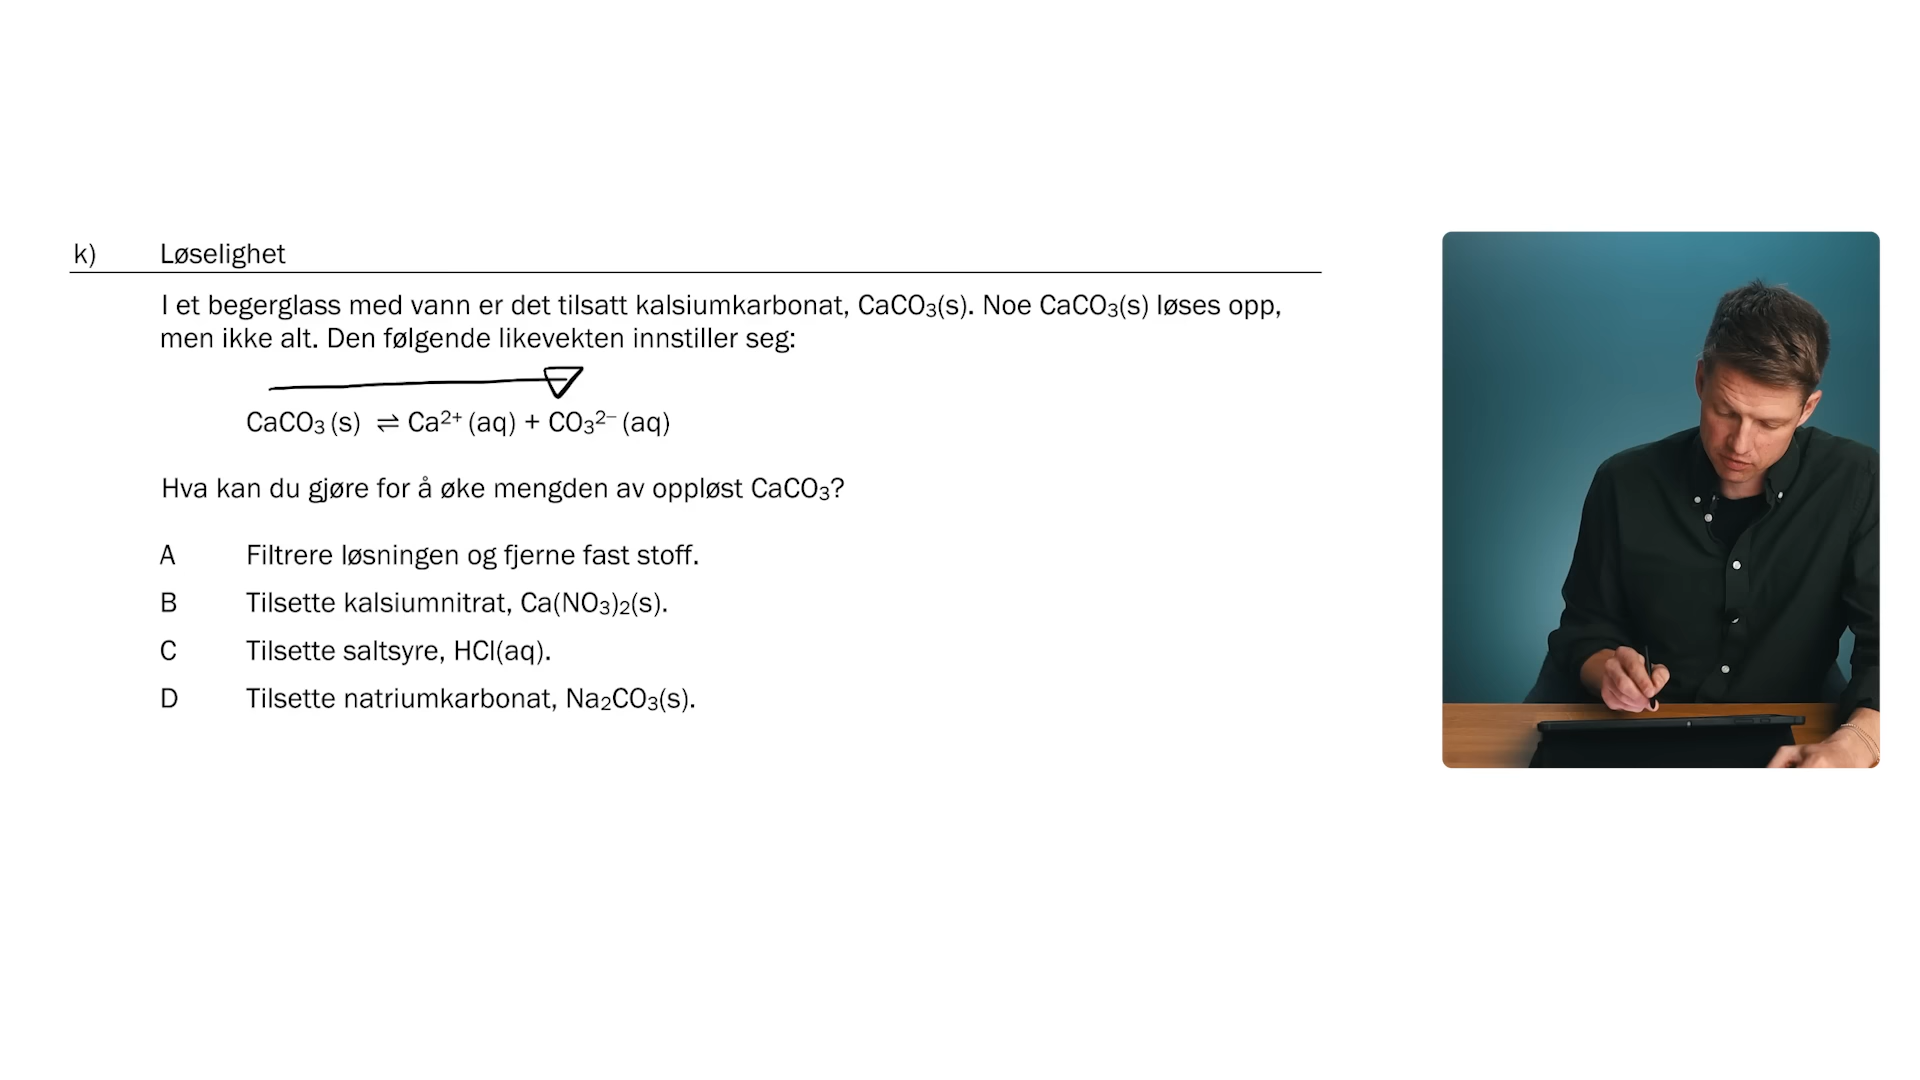 k) Løselighet
I et begerglass med vann er det tilsatt kalsiumkarbonat, CaCO₃(s). Noe CaCO₃(s) løses opp,
men ikke alt. Den følgende likevekten innstiller seg:
CaCO₃ (s) ⇌ Ca²⁺ (aq) + CO₃²⁻ (aq)
Hva kan du gjøre for å øke mengden av oppløst CaCO₃?
A Filtrere løsningen og fjerne fast stoff.
B Tilsette kalsiumnitrat, Ca(NO₃)₂(s).
C Tilsette saltsyre, HCl(aq).
D Tilsette natriumkarbonat, Na₂CO₃(s).